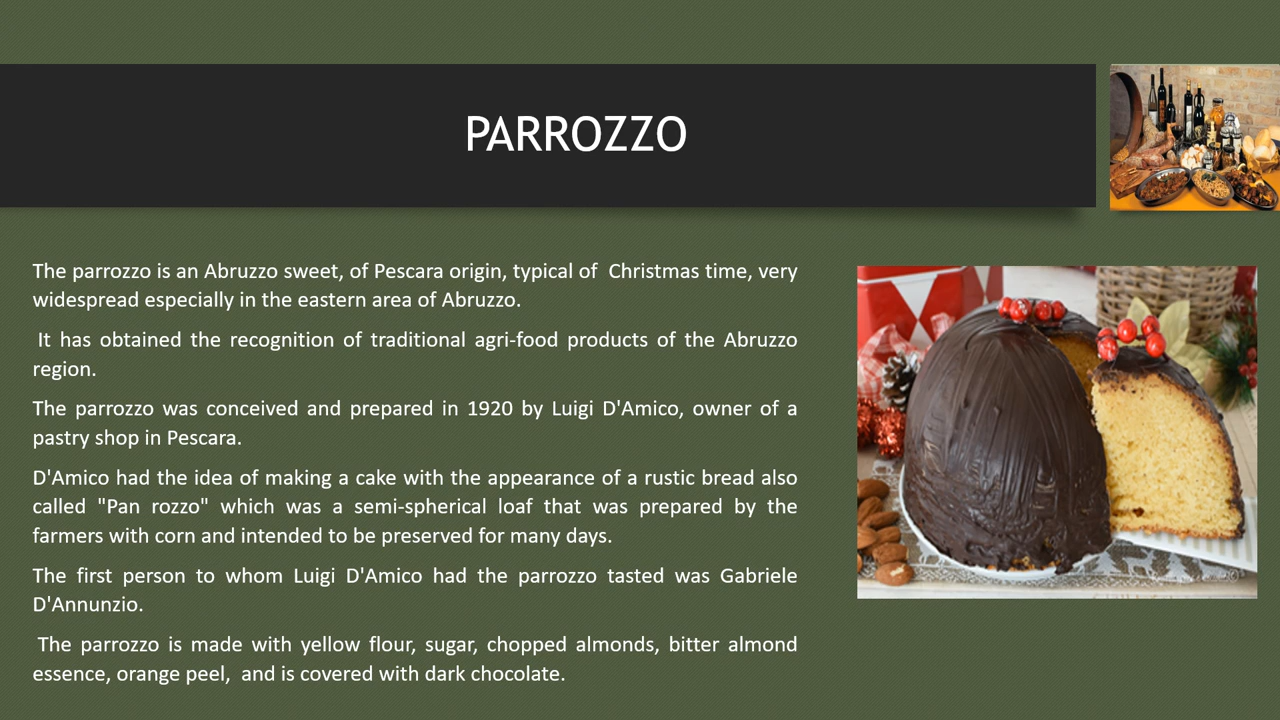 PARROZZO
The parrozzo is an Abruzzo sweet, of Pescara origin, typical of  Christmas time, very
widespread especially in the eastern area of Abruzzo.
It has obtained the recognition of traditional agri-food products of the Abruzzo
region.
The parrozzo was conceived and prepared in 1920 by Luigi D'Amico, owner of a
pastry shop in Pescara.
D'Amico had the idea of making a cake with the appearance of a rustic bread also
called "Pan rozzo" which was a semi-spherical loaf that was prepared by the
farmers with corn and intended to be preserved for many days.
The first person to whom Luigi D'Amico had the parrozzo tasted was Gabriele
D'Annunzio.
The parrozzo is made with yellow flour, sugar, chopped almonds, bitter almond
essence, orange peel,  and is covered with dark chocolate.